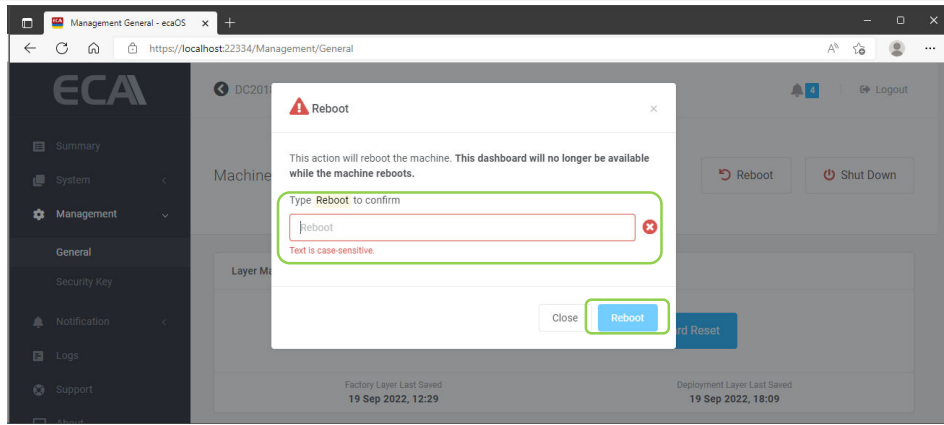 Management General - ecaOS
https://localhost:22334/Management/General
ECA
DC201
4
Logout
Reboot
This action will reboot the machine. This dashboard will no longer be available
while the machine reboots.
Type Reboot to confirm
Reboot
Text is case-sensitive.
Close
Reboot
Summary
System
Management
General
Security Key
Notification
Logs
Support
About
Machine
Reboot
Shut Down
Layer Ma
rd Reset
Factory Layer Last Saved
19 Sep 2022, 12:29
Deployment Layer Last Saved
19 Sep 2022, 18:09